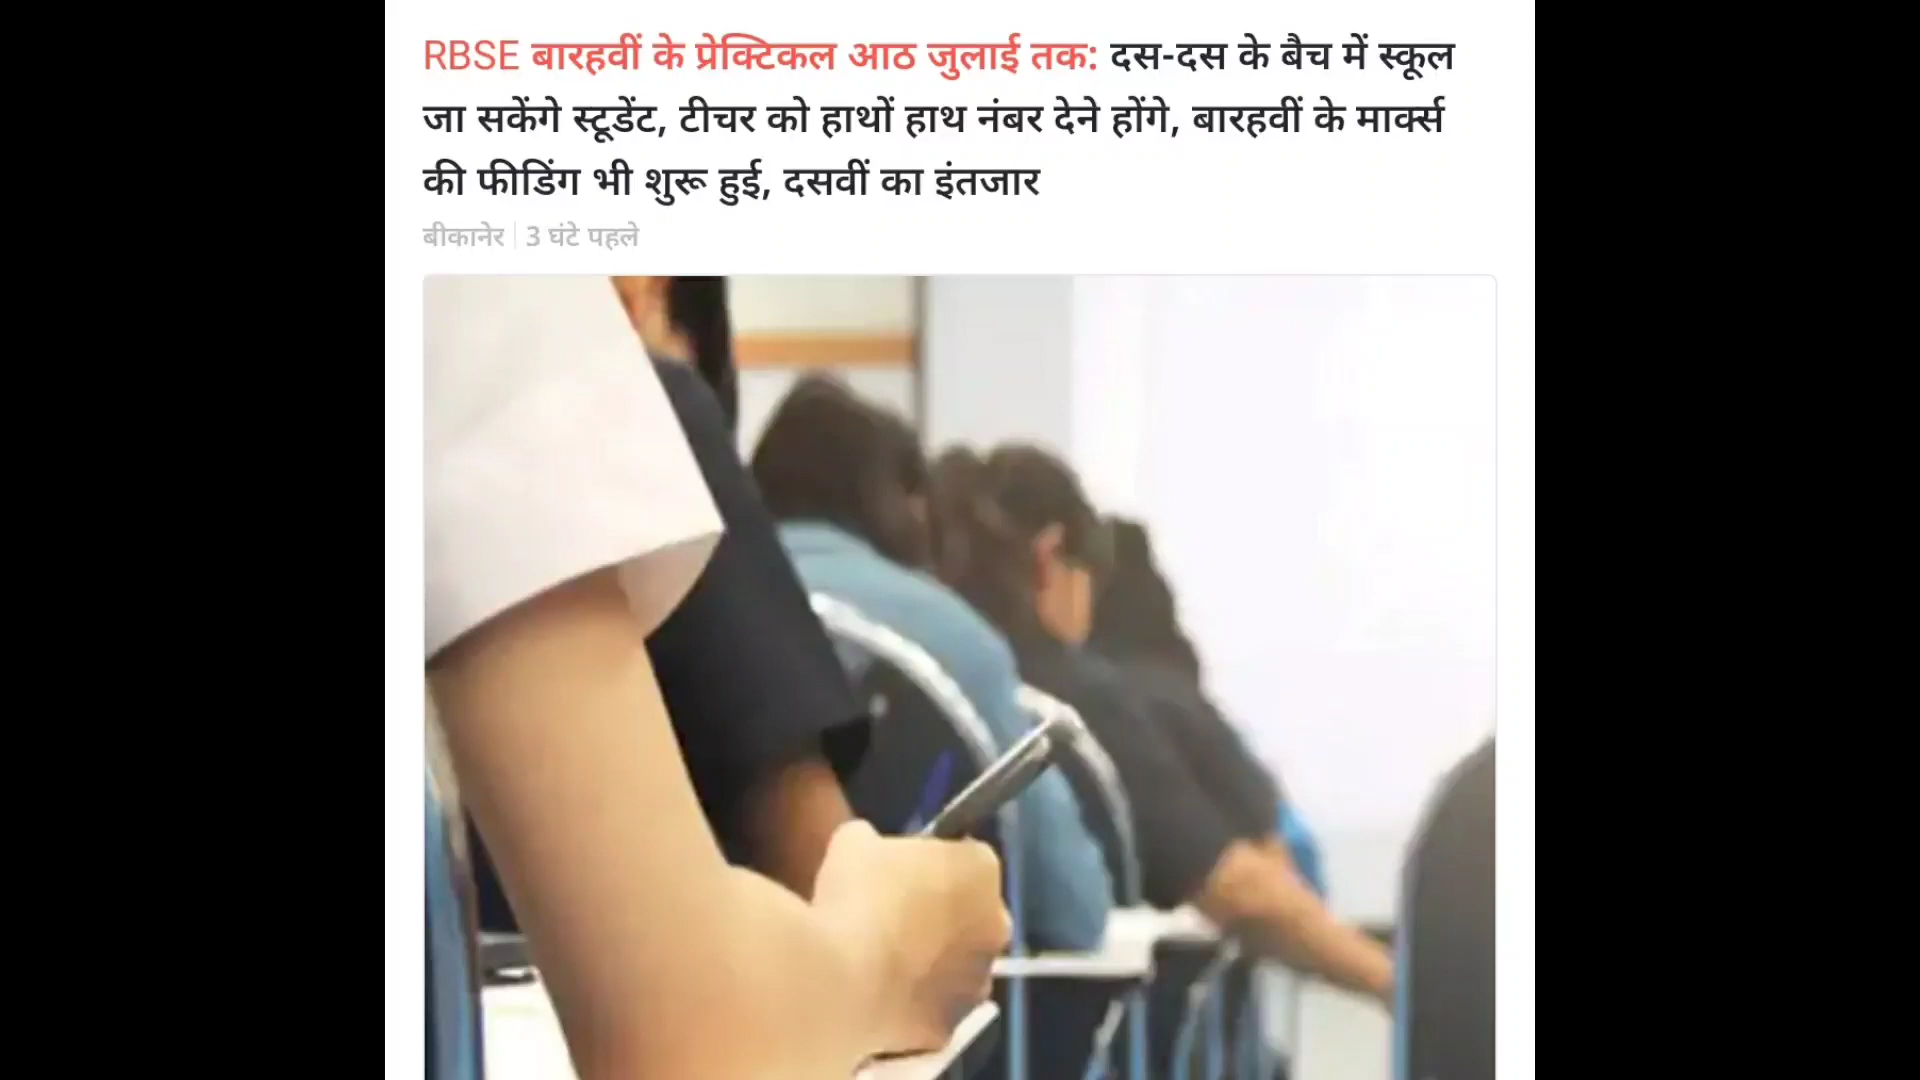 RBSE बारहवीं के प्रेक्टिकल आठ जुलाई तक: दस-दस के बैच में स्कूल
जा सकेंगे स्टूडेंट, टीचर को हाथों हाथ नंबर देने होंगे, बारहवीं के मार्क्स
की फीडिंग भी शुरू हुई, दसवीं का इंतजार
बीकानेर | 3 घंटे पहले